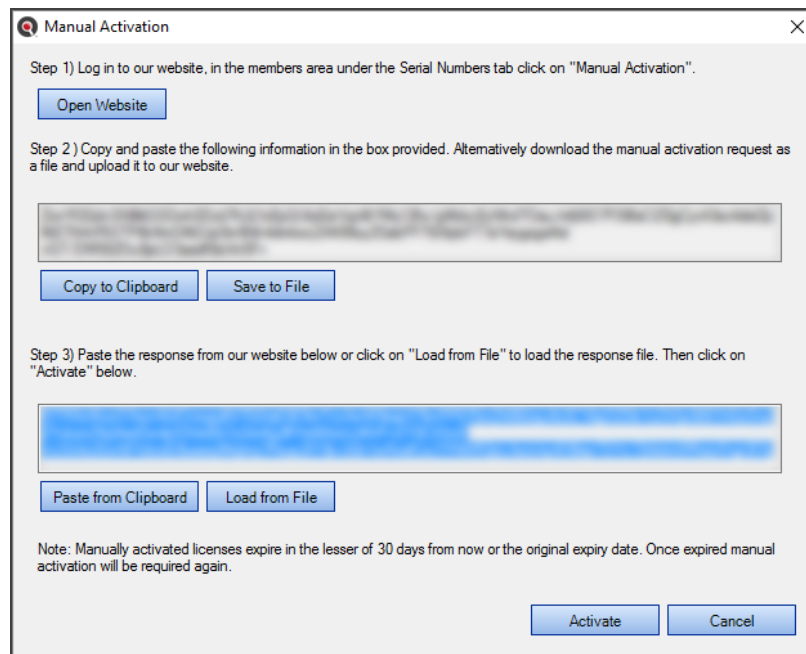 Manual Activation
Step 1) Log in to our website, in the members area under the Serial Numbers tab click on "Manual Activation".
Open Website
Step 2 ) Copy and paste the following information in the box provided. Alternatively download the manual activation request as
a file and upload it to our website.
Copy to Clipboard Save to File
Step 3) Paste the response from our website below or click on "Load from File" to load the response file. Then click on
"Activate" below.
Paste from Clipboard Load from File
Note: Manually activated licenses expire in the lesser of 30 days from now or the original expiry date. Once expired manual
activation will be required again.
Activate Cancel